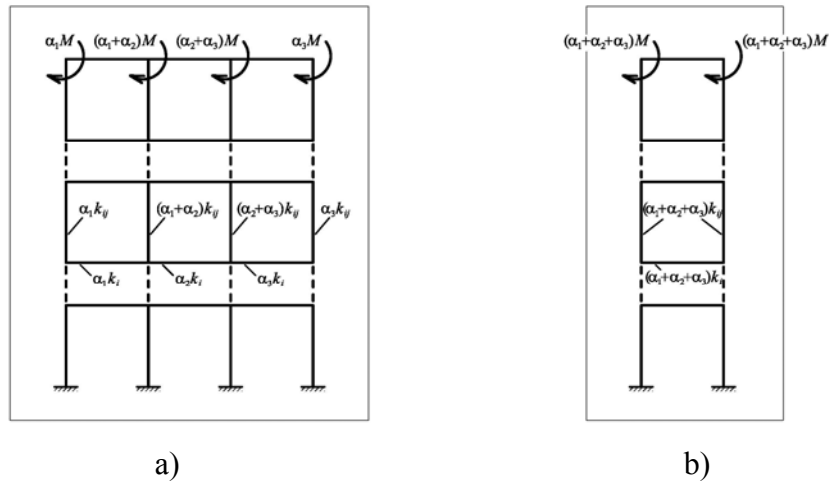 α₁M (α₁+α₂)M (α₂+α₃)M α₃M
α₁kᵢⱼ (α₁+α₂)kᵢⱼ (α₂+α₃)kᵢⱼ α₃kᵢⱼ
α₁kᵢ α₂kᵢ α₃kᵢ
a)
(α₁+α₂+α₃)M (α₁+α₂+α₃)M
(α₁+α₂+α₃)kᵢⱼ
(α₁+α₂+α₃)kᵢ
b)